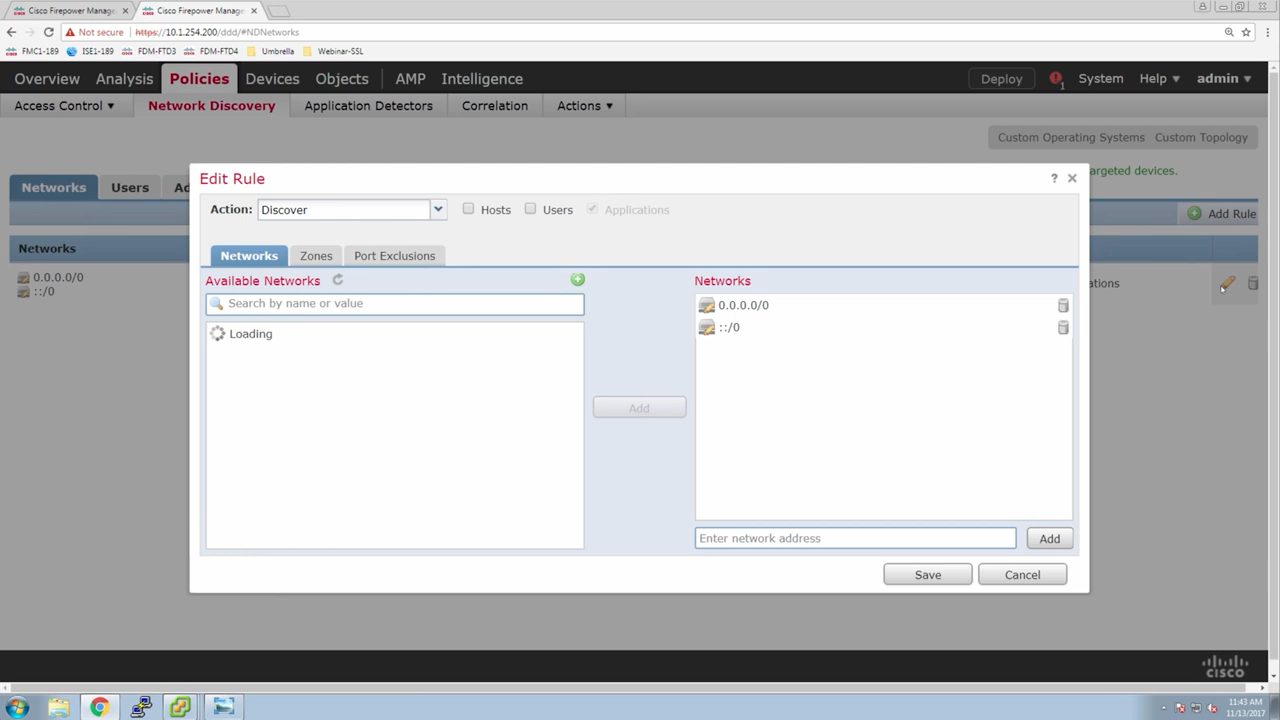 Cisco Firepower Manage
Cisco Firepower Manage
Not secure https://10.1.254.200/ddd/#NDNetworks
FMC1-189 ISE1-189 FDM-FTD3 FDM-FTD4 Umbrella Webinar-SSL
Overview Analysis Policies Devices Objects AMP Intelligence Deploy 1 System Help admin
Access Control Network Discovery Application Detectors Correlation Actions
Custom Operating Systems Custom Topology
argeted devices.
Networks Users Ad
Add Rule
Networks
0.0.0.0/0
::/0
ations
Edit Rule
Action: Discover Hosts Users Applications
Networks Zones Port Exclusions
Available Networks
Search by name or value
Loading
Add
Networks
0.0.0.0/0
::/0
Enter network address Add
Save Cancel
CISCO
11:43 AM
11/13/2017